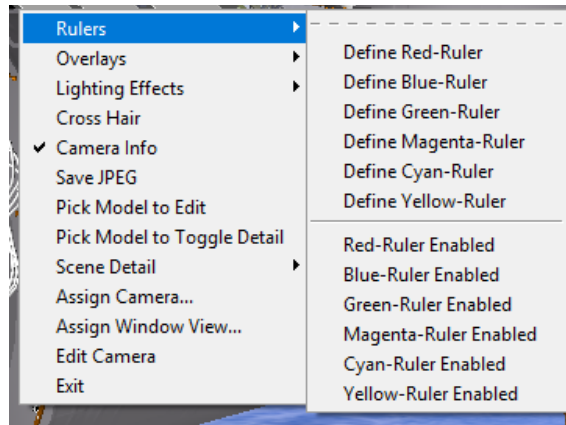 Rulers
Overlays
Lighting Effects
Cross Hair
Camera Info
Save JPEG
Pick Model to Edit
Pick Model to Toggle Detail
Scene Detail
Assign Camera...
Assign Window View...
Edit Camera
Exit
Define Red-Ruler
Define Blue-Ruler
Define Green-Ruler
Define Magenta-Ruler
Define Cyan-Ruler
Define Yellow-Ruler
Red-Ruler Enabled
Blue-Ruler Enabled
Green-Ruler Enabled
Magenta-Ruler Enabled
Cyan-Ruler Enabled
Yellow-Ruler Enabled